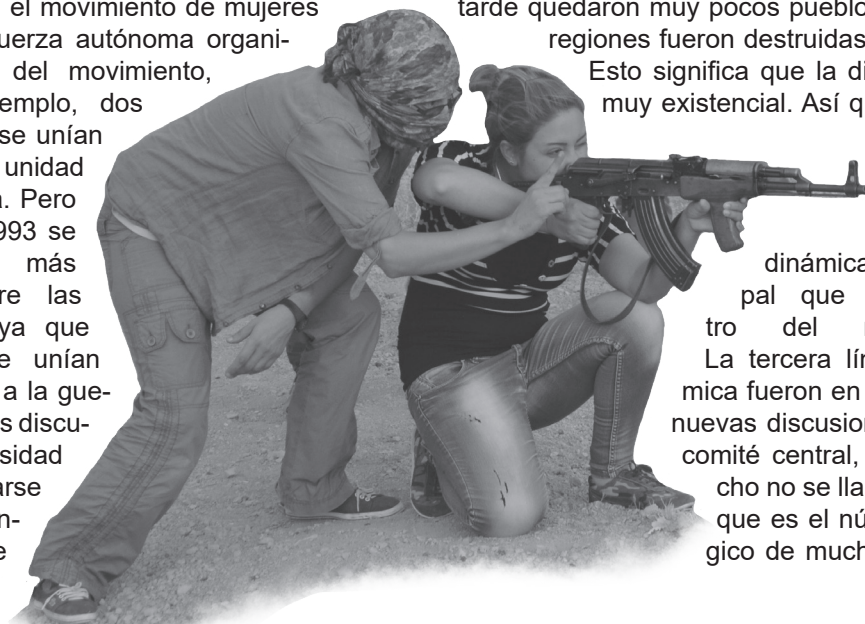 el movimiento de mujeres
uerza autónoma organi-
del movimiento,
emplo, dos
se unían
unidad
a. Pero
993 se
más
re las
ya que
e unían
a la gue-
s discu-
sidad
arse
n-
e
tarde quedaron muy pocos pueblo
regiones fueron destruidas
Esto significa que la di
muy existencial. Así q
dinámica
pal que
tro del
La tercera lí
mica fueron en
nuevas discusio
comité central,
cho no se lla
que es el nú
gico de much